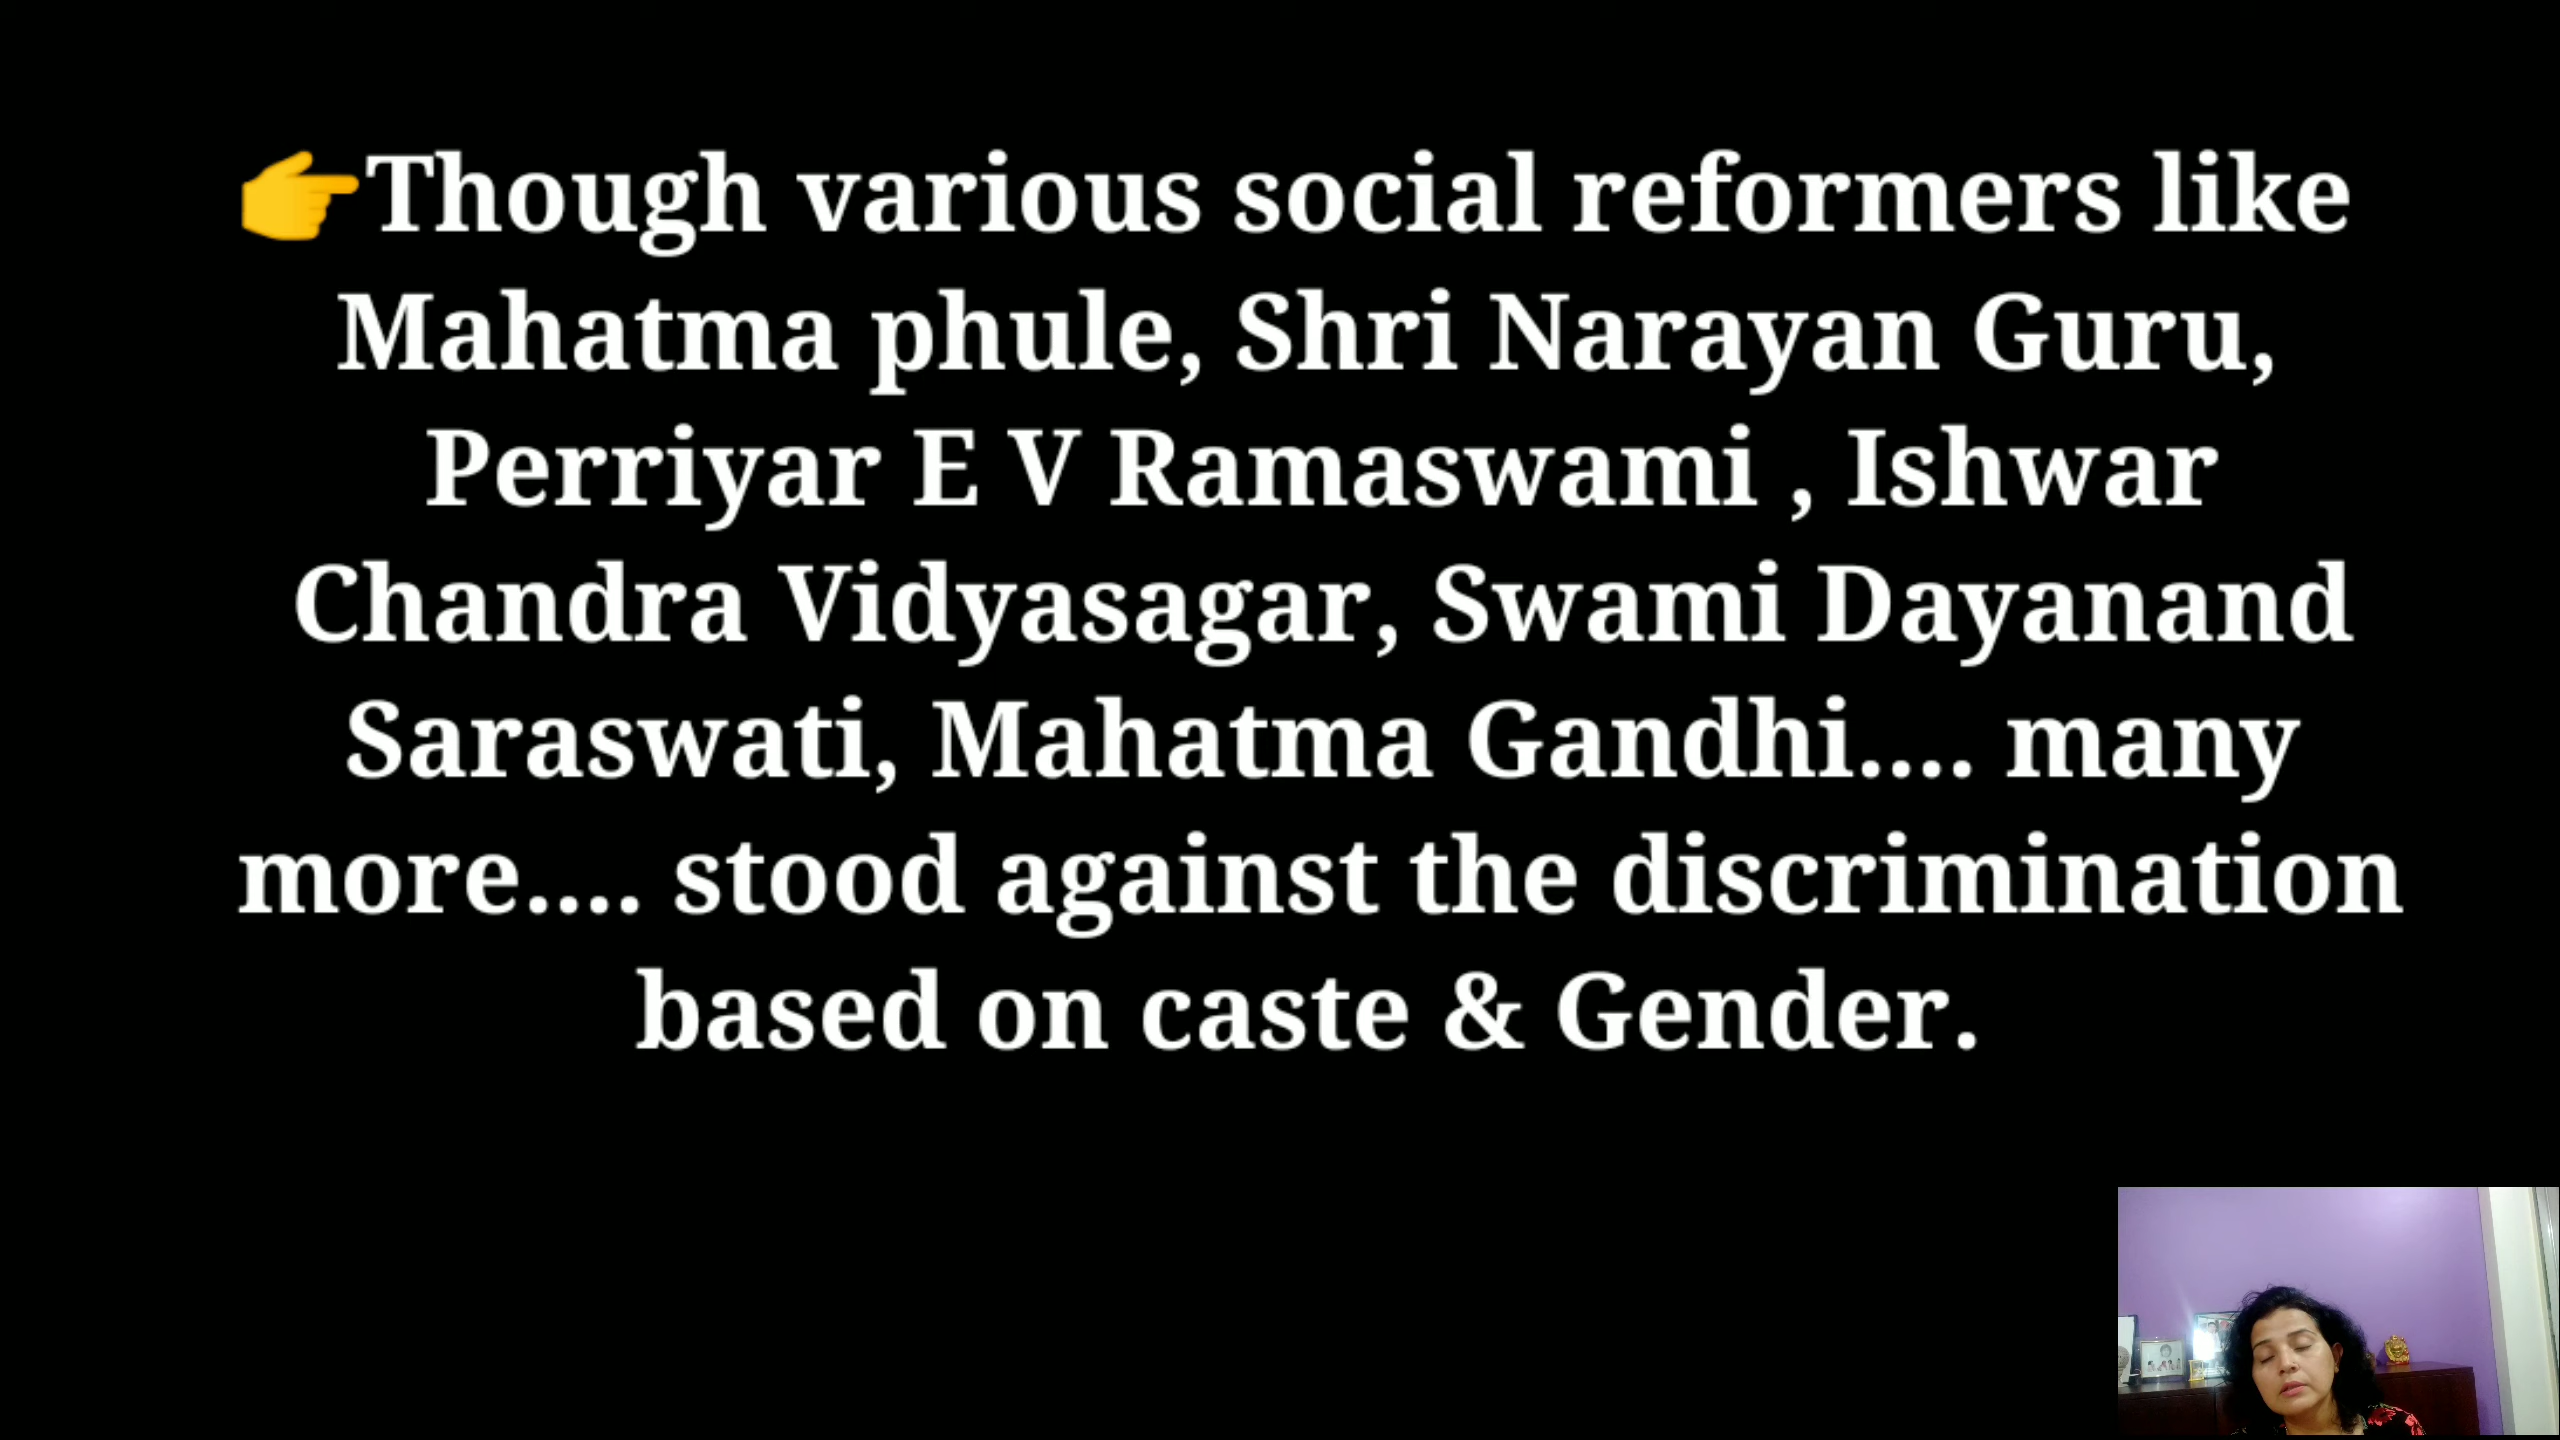 👉Though various social reformers like
Mahatma phule, Shri Narayan Guru,
Perriyar E V Ramaswami , Ishwar
Chandra Vidyasagar, Swami Dayanand
Saraswati, Mahatma Gandhi.... many
more.... stood against the discrimination
based on caste & Gender.